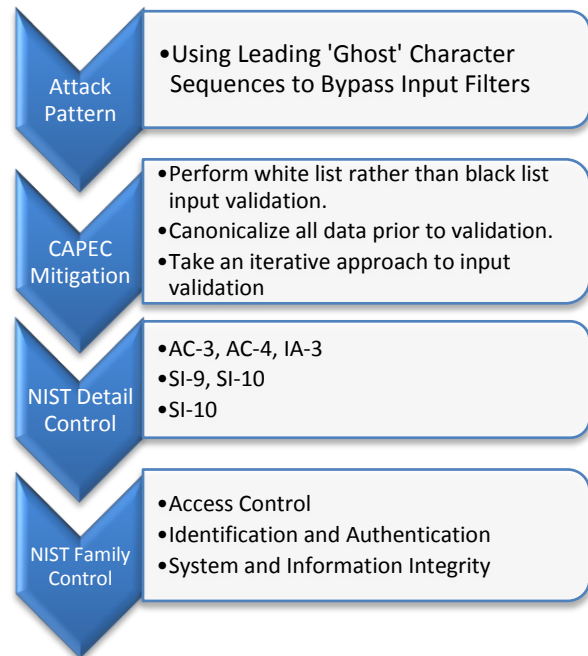 Attack
Pattern
•Using Leading 'Ghost' Character
Sequences to Bypass Input Filters
CAPEC
Mitigation
•Perform white list rather than black list
input validation.
•Canonicalize all data prior to validation.
•Take an iterative approach to input
validation
NIST Detail
Control
•AC-3, AC-4, IA-3
•SI-9, SI-10
•SI-10
NIST Family
Control
•Access Control
•Identification and Authentication
•System and Information Integrity